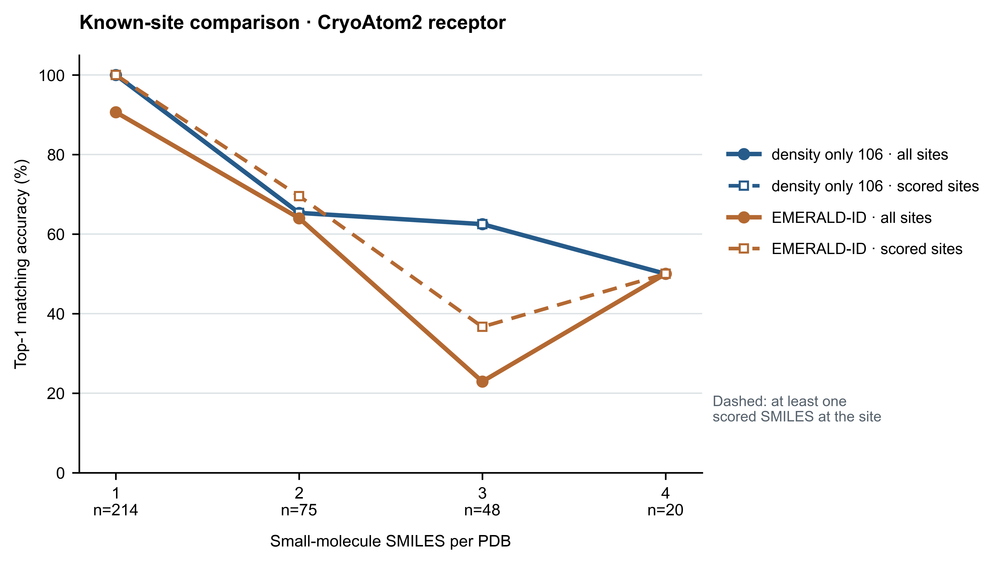 Known-site comparison · CryoAtom2 receptor
Top-1 matching accuracy (%)
100
80
60
40
20
0
1
n=214
2
n=75
3
n=48
4
n=20
Small-molecule SMILES per PDB
density only 106 · all sites
density only 106 · scored sites
EMERALD-ID · all sites
EMERALD-ID · scored sites
Dashed: at least one
scored SMILES at the site